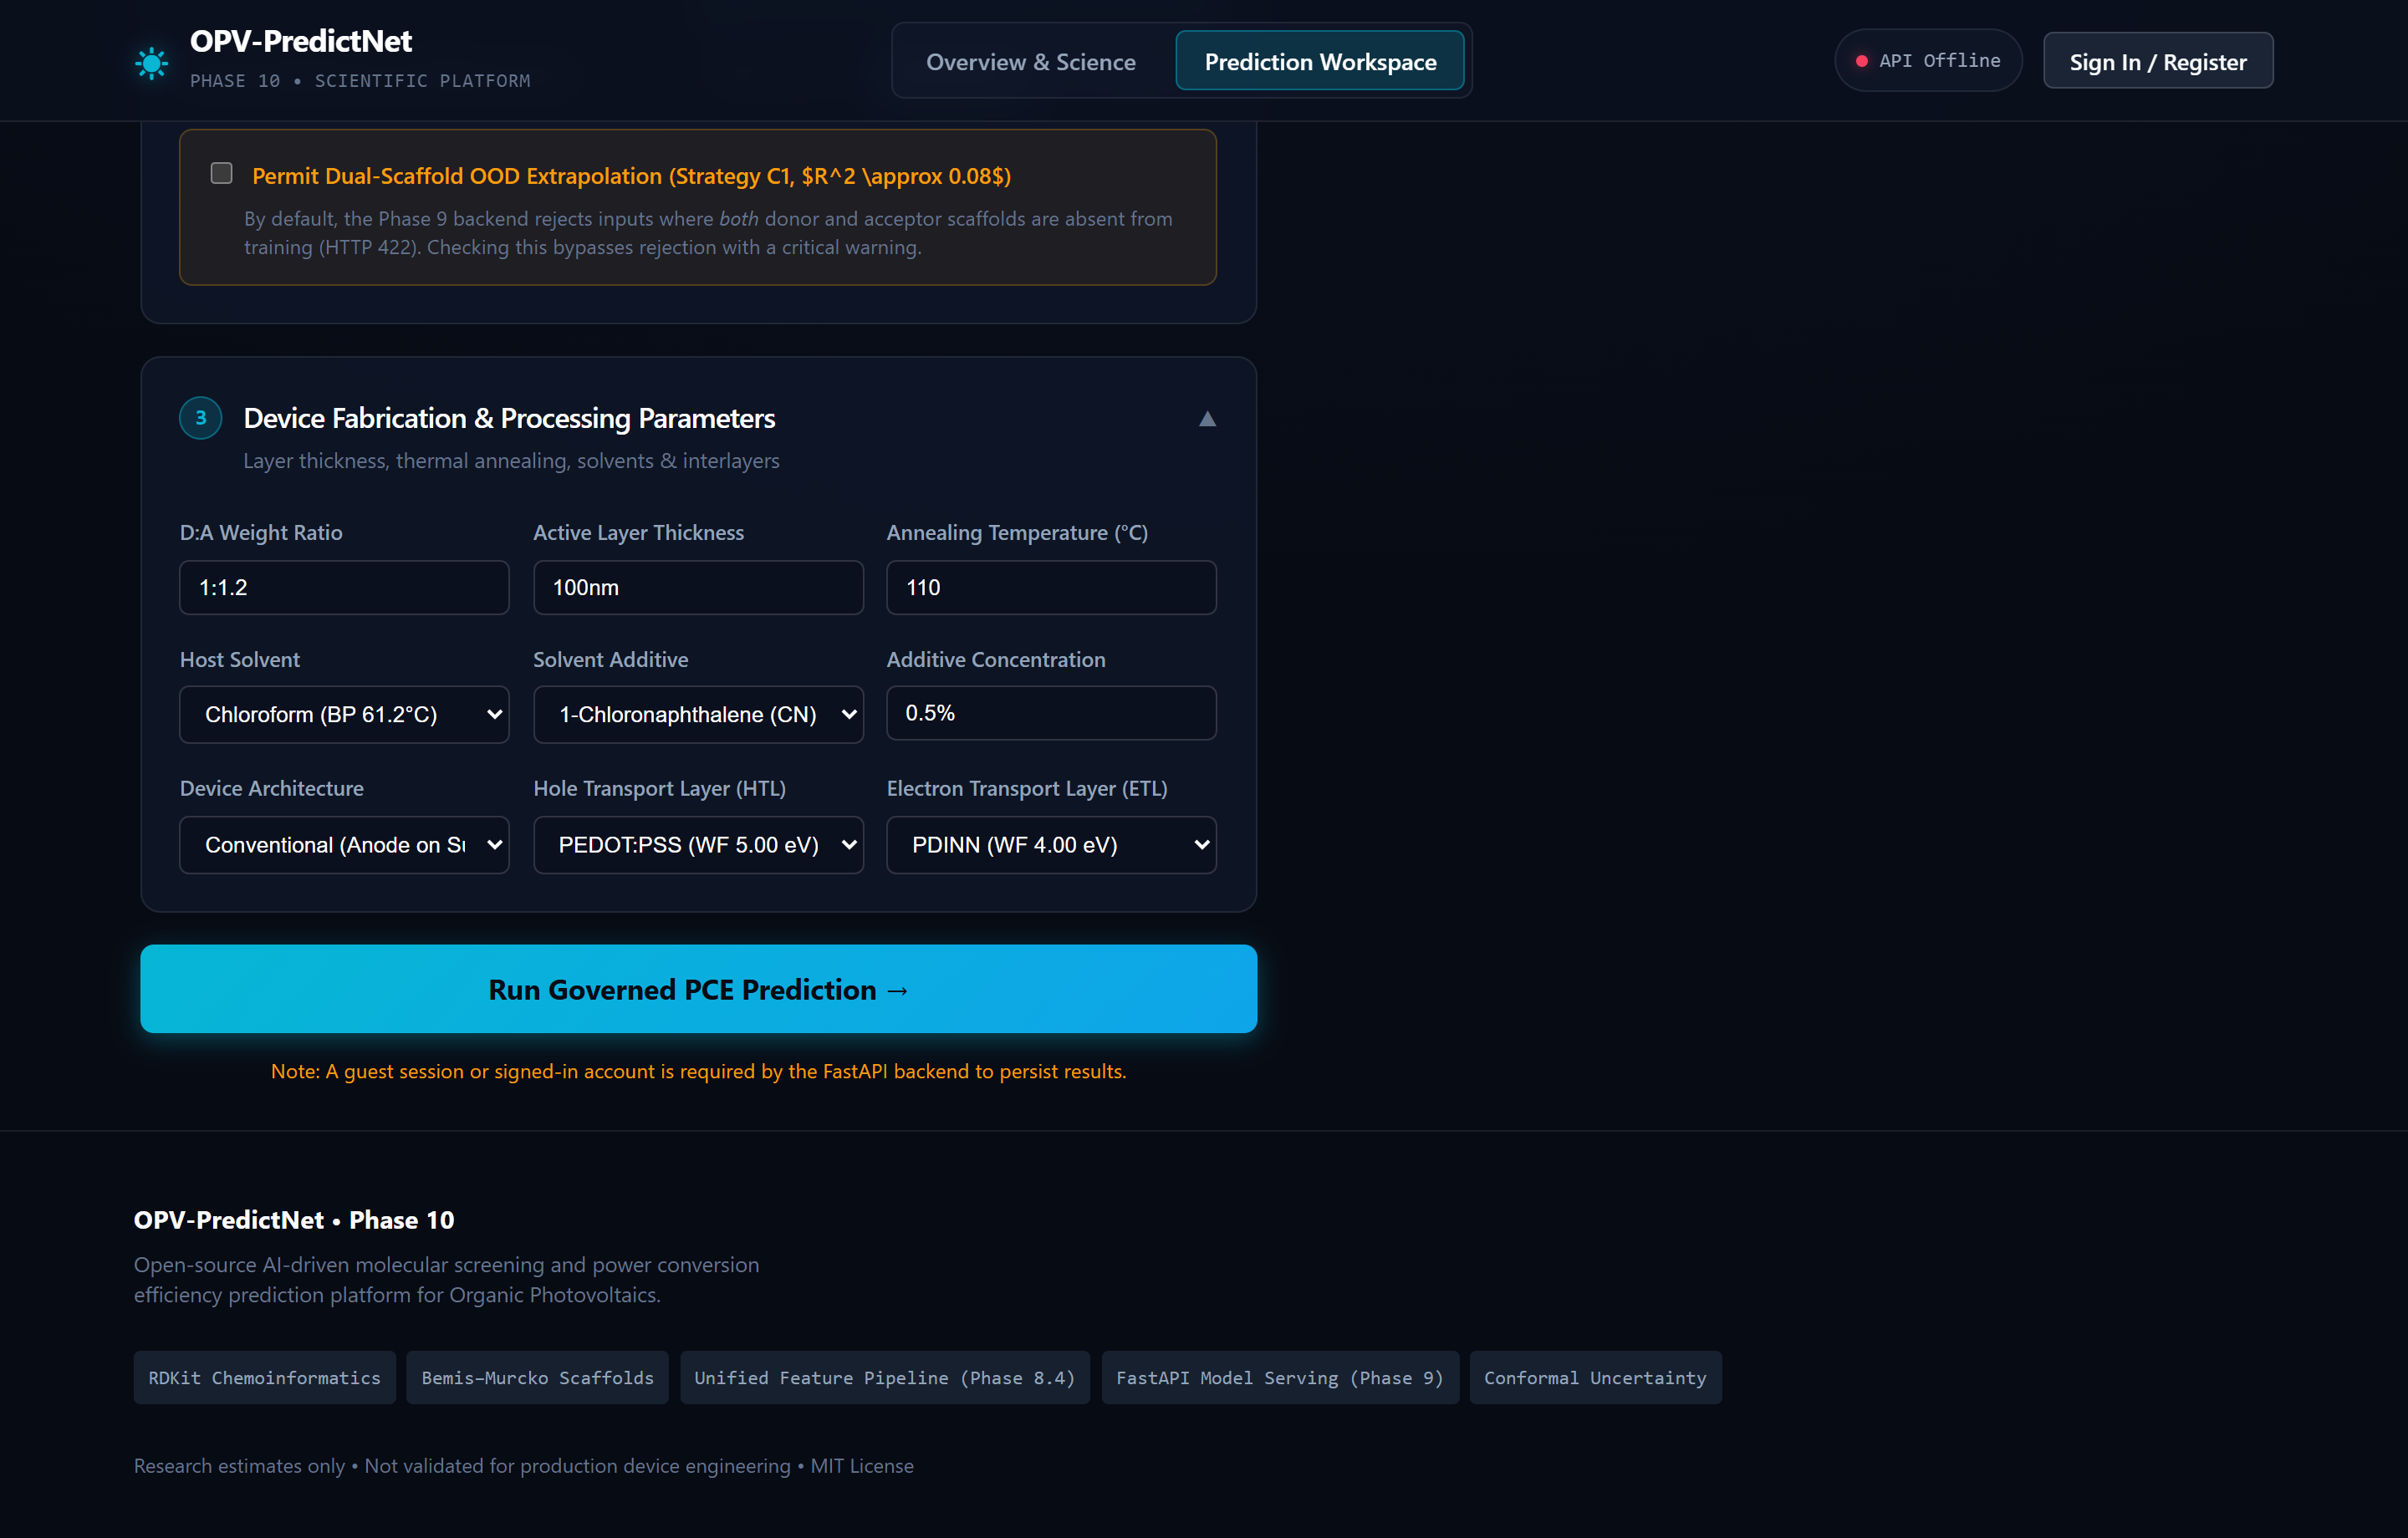 OPV-PredictNet
PHASE 10 • SCIENTIFIC PLATFORM
Overview & Science
Prediction Workspace
API Offline
Sign In / Register
Permit Dual-Scaffold OOD Extrapolation (Strategy C1, $R^2 \approx 0.08$)
By default, the Phase 9 backend rejects inputs where both donor and acceptor scaffolds are absent from
training (HTTP 422). Checking this bypasses rejection with a critical warning.
3
Device Fabrication & Processing Parameters
▲
Layer thickness, thermal annealing, solvents & interlayers
D:A Weight Ratio
Active Layer Thickness
Annealing Temperature (°C)
1:1.2
100nm
110
Host Solvent
Solvent Additive
Additive Concentration
Chloroform (BP 61.2°C)
1-Chloronaphthalene (CN)
0.5%
Device Architecture
Hole Transport Layer (HTL)
Electron Transport Layer (ETL)
Conventional (Anode on Su
PEDOT:PSS (WF 5.00 eV)
PDINN (WF 4.00 eV)
Run Governed PCE Prediction →
Note: A guest session or signed-in account is required by the FastAPI backend to persist results.
OPV-PredictNet • Phase 10
Open-source AI-driven molecular screening and power conversion
efficiency prediction platform for Organic Photovoltaics.
RDKit Chemoinformatics
Bemis–Murcko Scaffolds
Unified Feature Pipeline (Phase 8.4)
FastAPI Model Serving (Phase 9)
Conformal Uncertainty
Research estimates only • Not validated for production device engineering • MIT License